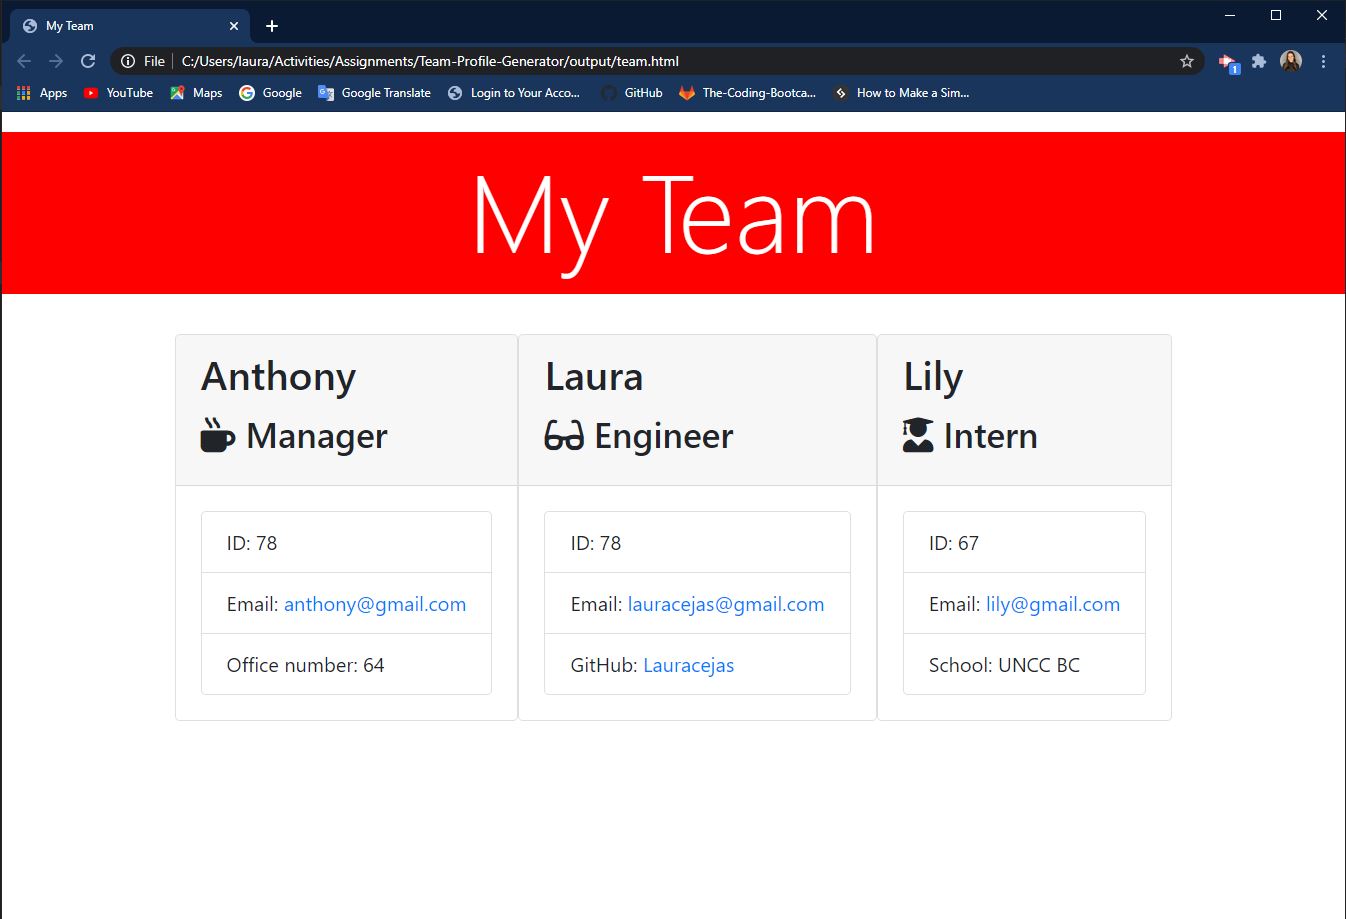 My Team
File
C:/Users/laura/Activities/Assignments/Team-Profile-Generator/output/team.html
1
Apps
YouTube
Maps
Google
Google Translate
Login to Your Acco...
GitHub
The-Coding-Bootca...
How to Make a Sim...
My Team
Anthony
Manager
ID: 78
Email: anthony@gmail.com
Office number: 64
Laura
Engineer
ID: 78
Email: lauracejas@gmail.com
GitHub: Lauracejas
Lily
Intern
ID: 67
Email: lily@gmail.com
School: UNCC BC